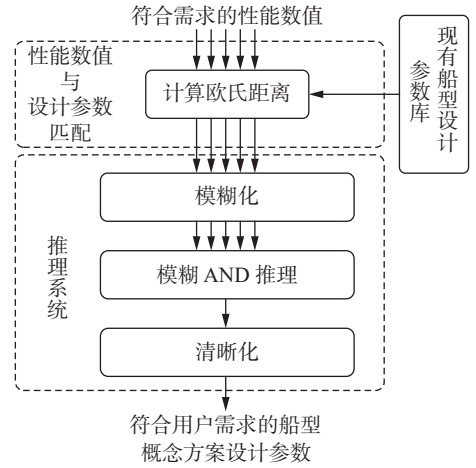 符合需求的性能数值
性能数值
与
设计参数
匹配
计算欧氏距离
现有船型设计
参数库
模糊化
推理系统
模糊 AND 推理
清晰化
符合用户需求的船型
概念方案设计参数